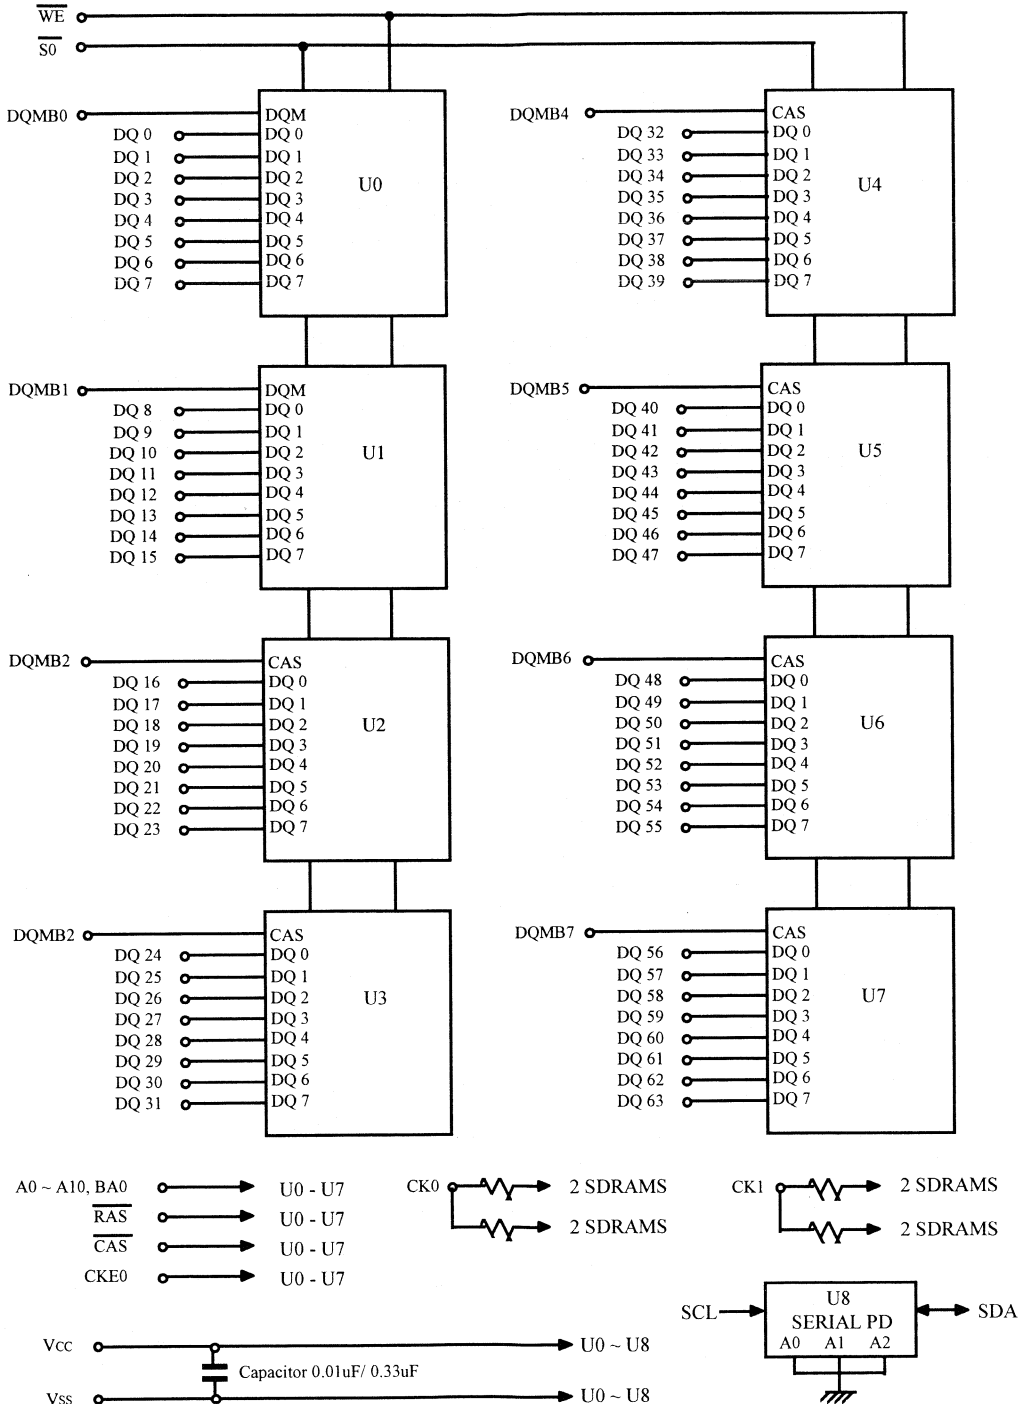 WE
S0
DQMB0
DQM
DQ 0 DQ 0
DQ 1 DQ 1
DQ 2 DQ 2
DQ 3 DQ 3
DQ 4 DQ 4
DQ 5 DQ 5
DQ 6 DQ 6
DQ 7 DQ 7
U0
DQMB4
CAS
DQ 32 DQ 0
DQ 33 DQ 1
DQ 34 DQ 2
DQ 35 DQ 3
DQ 36 DQ 4
DQ 37 DQ 5
DQ 38 DQ 6
DQ 39 DQ 7
U4
DQMB1
DQM
DQ 8 DQ 0
DQ 9 DQ 1
DQ 10 DQ 2
DQ 11 DQ 3
DQ 12 DQ 4
DQ 13 DQ 5
DQ 14 DQ 6
DQ 15 DQ 7
U1
DQMB5
CAS
DQ 40 DQ 0
DQ 41 DQ 1
DQ 42 DQ 2
DQ 43 DQ 3
DQ 44 DQ 4
DQ 45 DQ 5
DQ 46 DQ 6
DQ 47 DQ 7
U5
DQMB2
CAS
DQ 16 DQ 0
DQ 17 DQ 1
DQ 18 DQ 2
DQ 19 DQ 3
DQ 20 DQ 4
DQ 21 DQ 5
DQ 22 DQ 6
DQ 23 DQ 7
U2
DQMB6
CAS
DQ 48 DQ 0
DQ 49 DQ 1
DQ 50 DQ 2
DQ 51 DQ 3
DQ 52 DQ 4
DQ 53 DQ 5
DQ 54 DQ 6
DQ 55 DQ 7
U6
DQMB2
CAS
DQ 24 DQ 0
DQ 25 DQ 1
DQ 26 DQ 2
DQ 27 DQ 3
DQ 28 DQ 4
DQ 29 DQ 5
DQ 30 DQ 6
DQ 31 DQ 7
U3
DQMB7
CAS
DQ 56 DQ 0
DQ 57 DQ 1
DQ 58 DQ 2
DQ 59 DQ 3
DQ 60 DQ 4
DQ 61 DQ 5
DQ 62 DQ 6
DQ 63 DQ 7
U7
A0 ~ A10, BA0 U0 - U7
RAS U0 - U7
CAS U0 - U7
CKE0 U0 - U7
CK0 2 SDRAMS
2 SDRAMS
CK1 2 SDRAMS
2 SDRAMS
SCL
U8
SERIAL PD
A0 A1 A2
SDA
Vcc U0 ~ U8
Capacitor 0.01uF/ 0.33uF
Vss U0 ~ U8